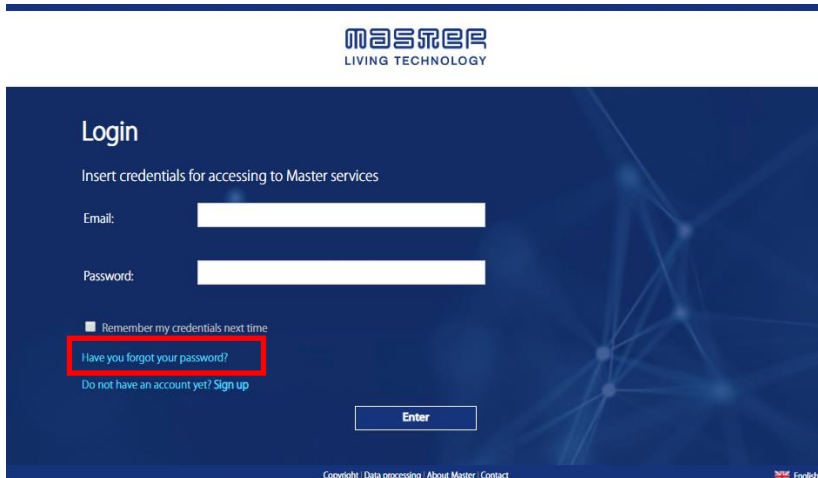 MASTER
LIVING TECHNOLOGY
Login
Insert credentials for accessing to Master services
Email:
Password:
Remember my credentials next time
Have you forgot your password?
Do not have an account yet? Sign up
Enter
Copyright | Data processing | About Master | Contact
English